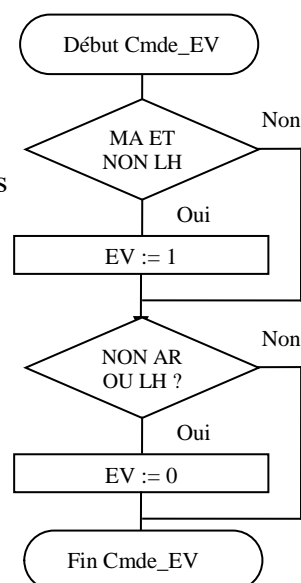 Début Cmde_EV
MA ET
NON LH
Non
s
Oui
EV := 1
NON AR
OU LH ?
Non
Oui
EV := 0
Fin Cmde_EV